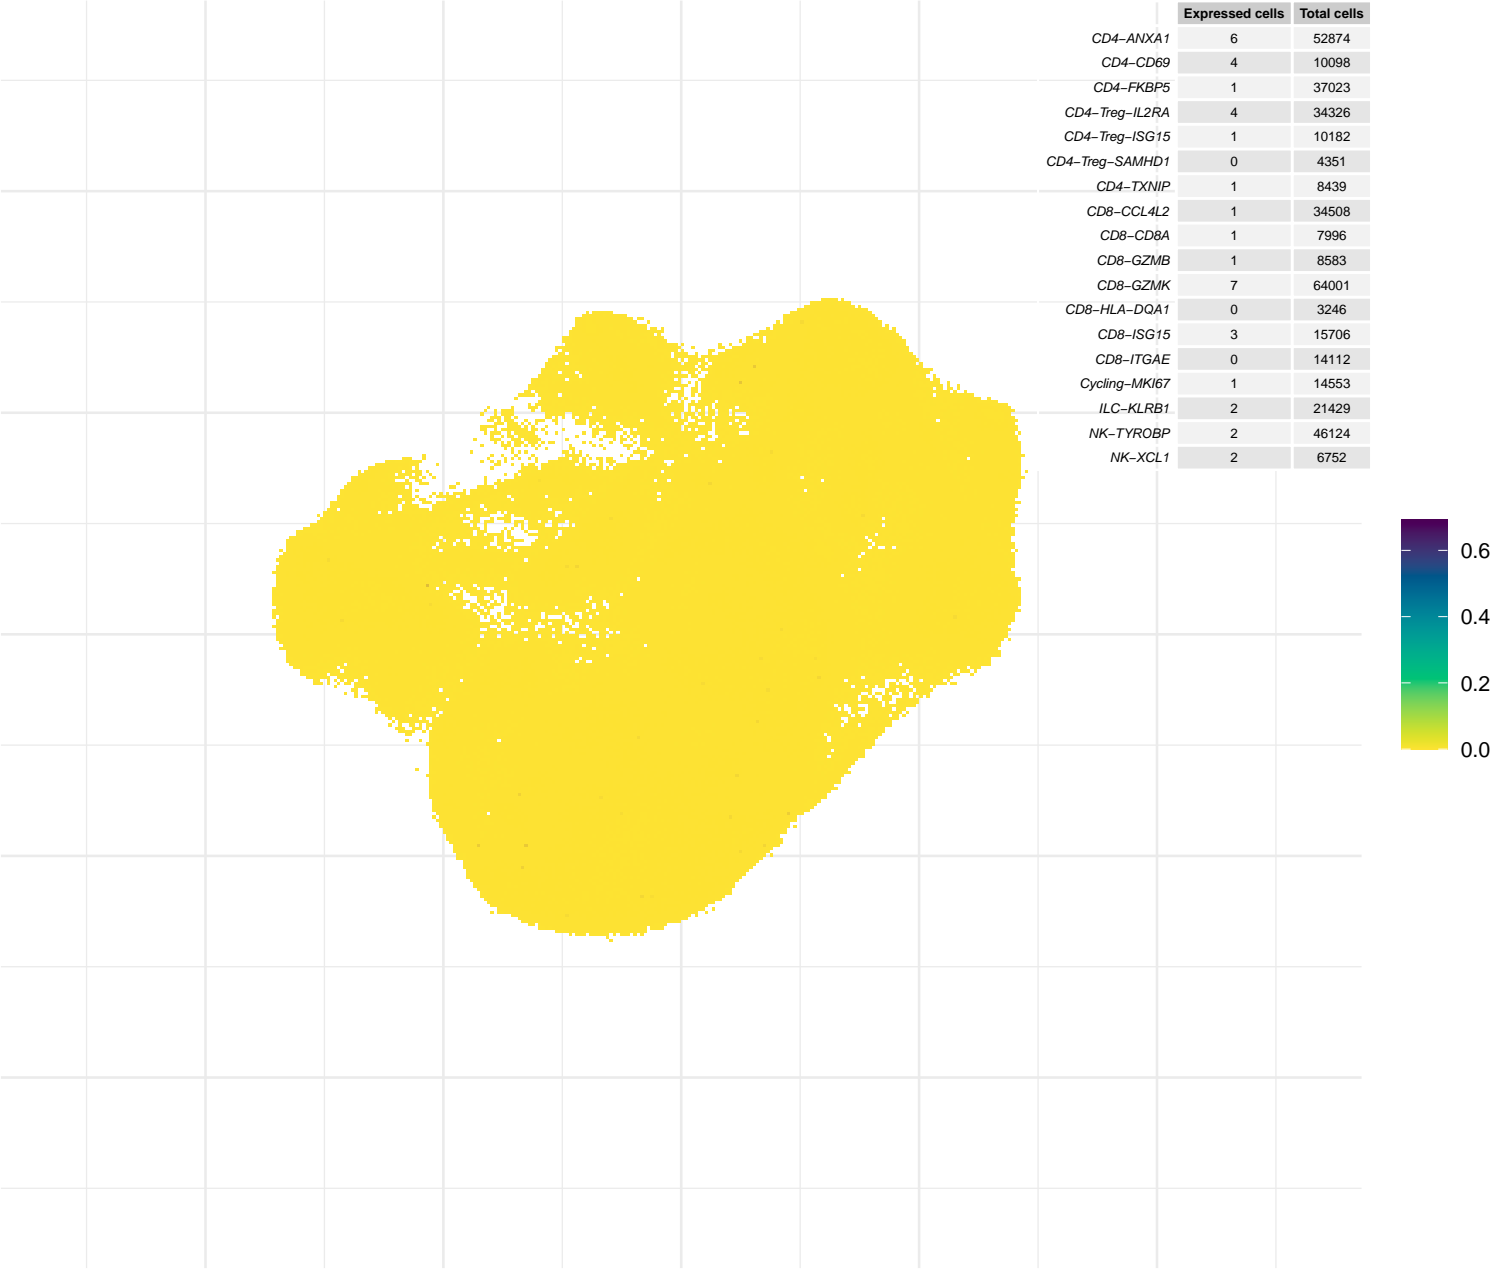 Expressed cells Total cells
CD4−ANXA1 6 52874
CD4−CD69 4 10098
CD4−FKBP5 1 37023
CD4−Treg−IL2RA 4 34326
CD4−Treg−ISG15 1 10182
CD4−Treg−SAMHD1 0 4351
CD4−TXNIP 1 8439
CD8−CCL4L2 1 34508
CD8−CD8A 1 7996
CD8−GZMB 1 8583
CD8−GZMK 7 64001
CD8−HLA−DQA1 0 3246
CD8−ISG15 3 15706
CD8−ITGAE 0 14112
Cycling−MKI67 1 14553
ILC−KLRB1 2 21429
NK−TYROBP 2 46124
NK−XCL1 2 6752
0.6
0.4
0.2
0.0